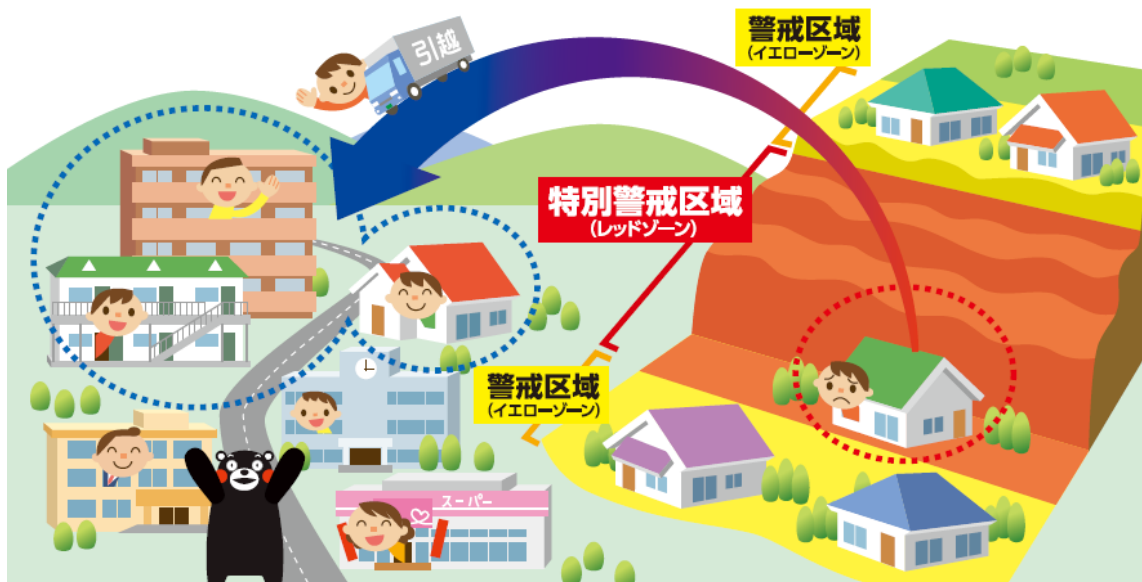 引越
警戒区域
(イエローゾーン)
特別警戒区域
(レッドゾーン)
警戒区域
(イエローゾーン)
スーパー